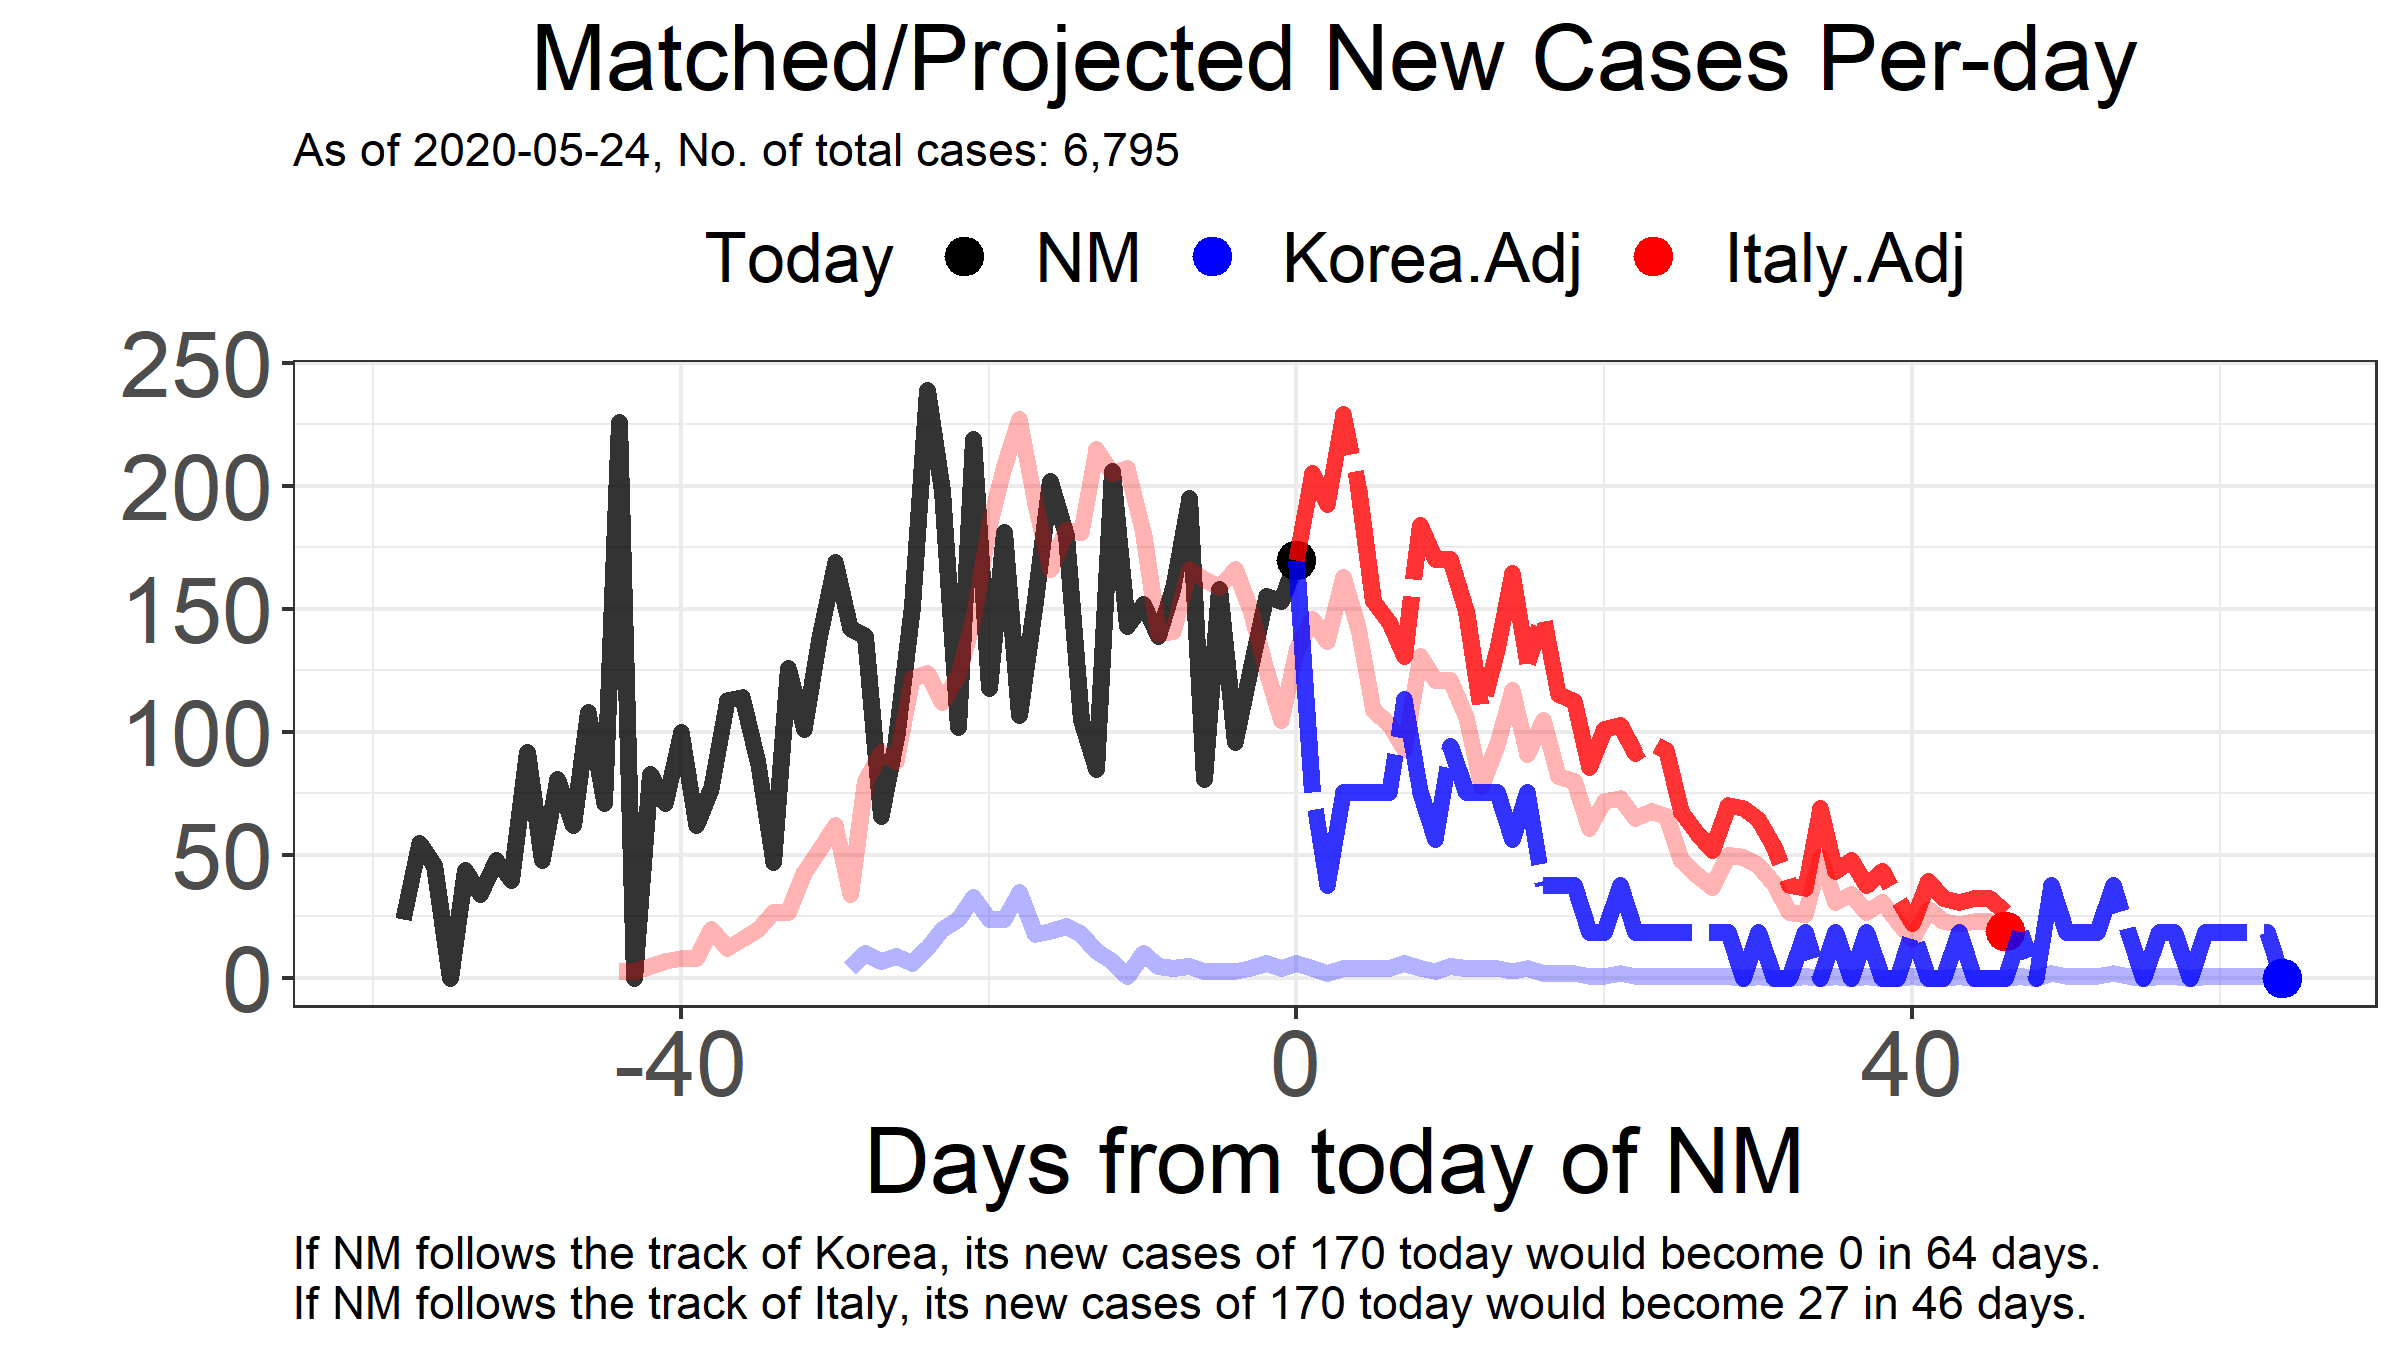 Matched/Projected New Cases Per-day
As of 2020-05-24, No. of total cases: 6,795
Today NM Korea.Adj Italy.Adj
250
200
150
100
50
0
-40 0 40
Days from today of NM
If NM follows the track of Korea, its new cases of 170 today would become 0 in 64 days.
If NM follows the track of Italy, its new cases of 170 today would become 27 in 46 days.